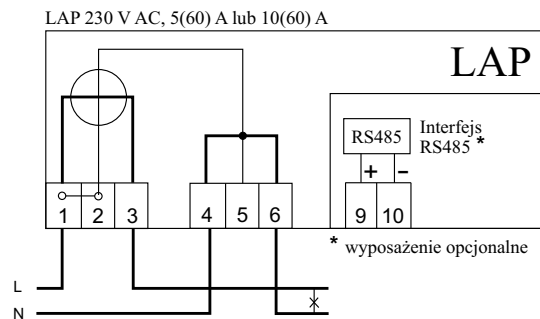 LAP 230 V AC, 5(60) A lub 10(60) A
LAP
RS485
Interfejs
RS485 *
+ -
1 2 3 4 5 6 9 10
* wyposażenie opcjonalne
L
N